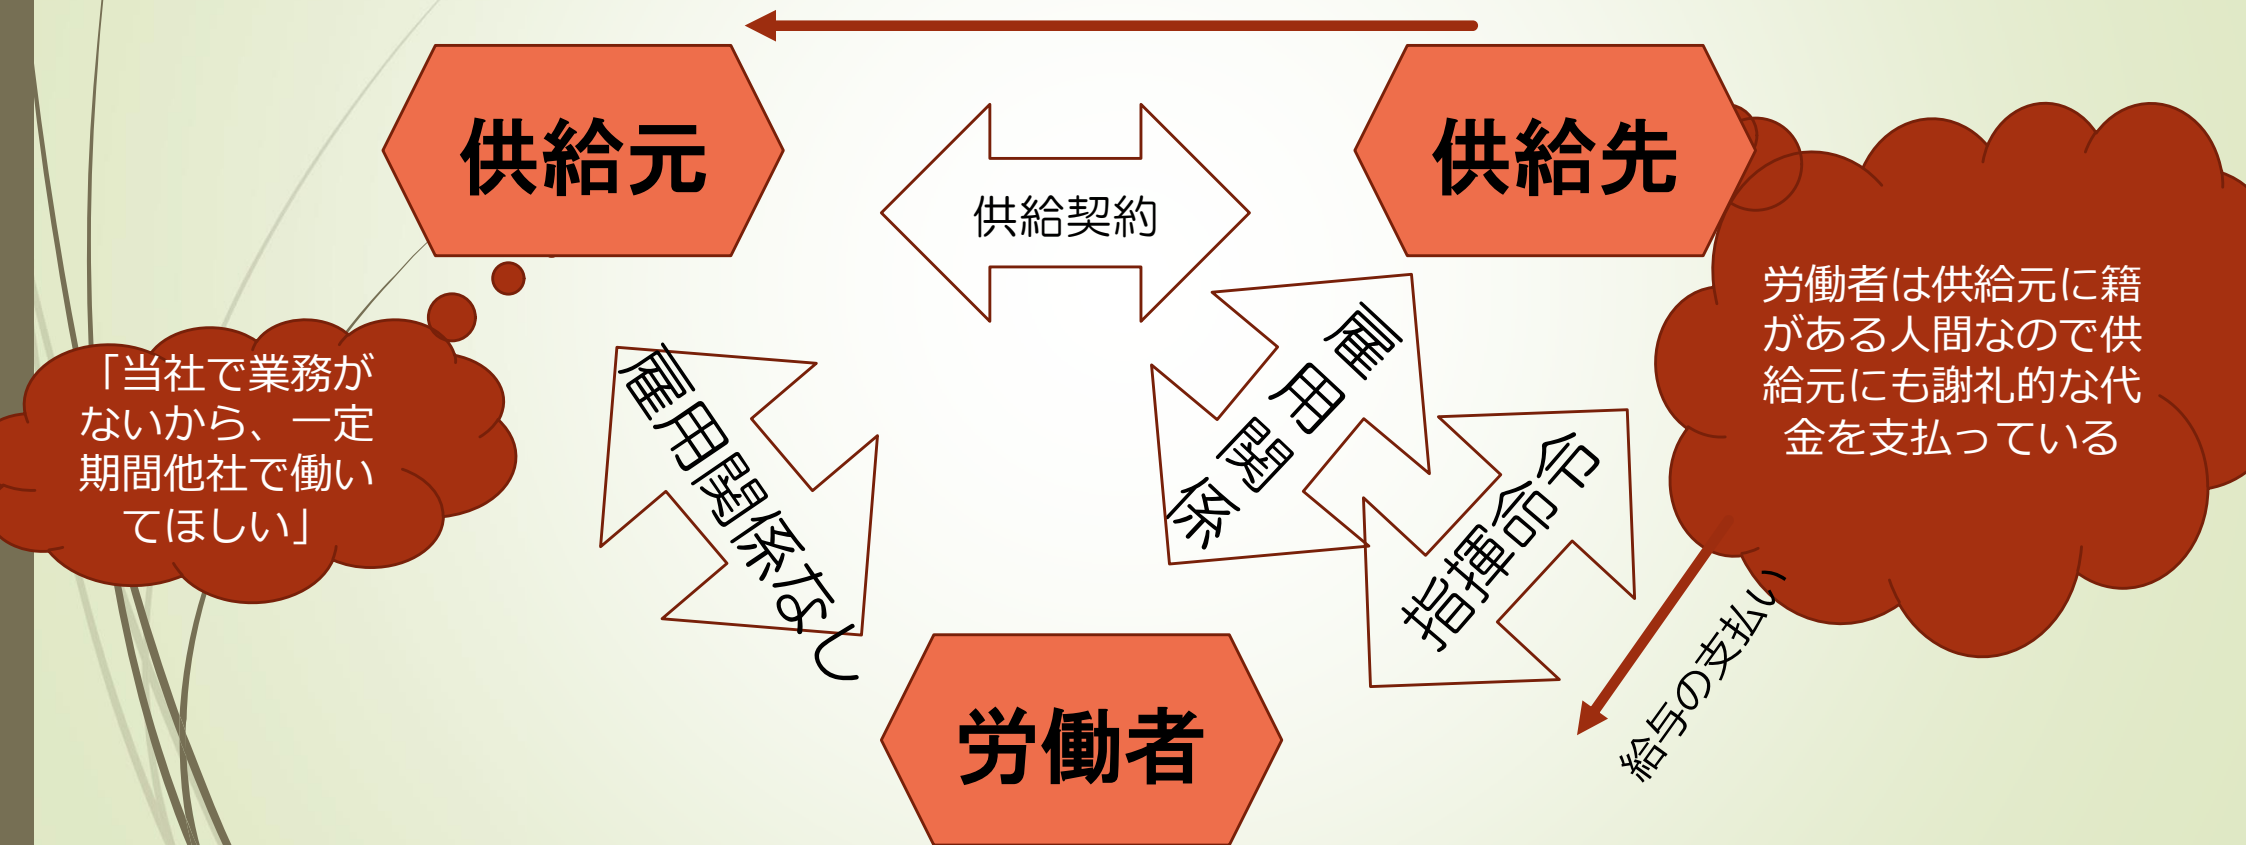 供給元
供給先
供給契約
「当社で業務が
ないから、一定
期間他社で働い
てほしい」
労働者は供給元に籍
がある人間なので供
給元にも謝礼的な代
金を支払っている
雇用関係なし
雇用関係
指揮命令
給与の支払い
労働者